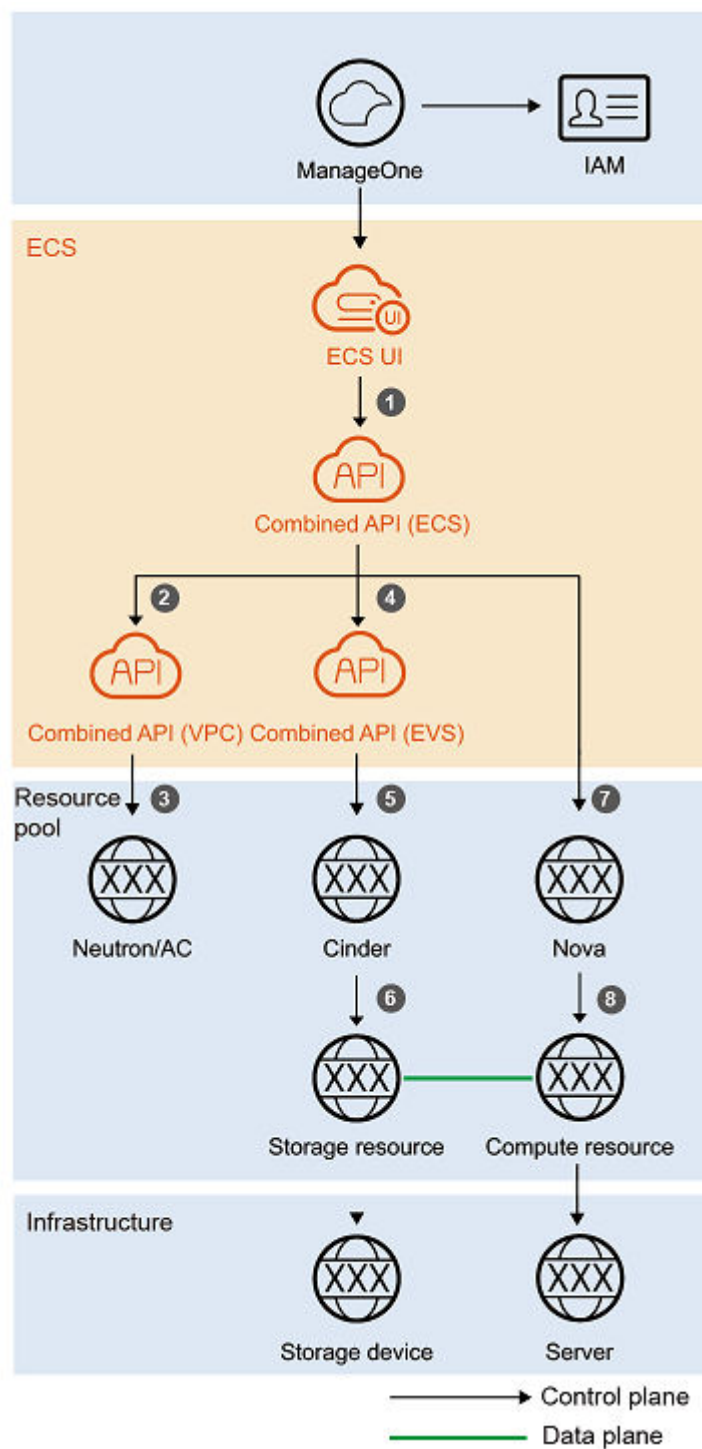 ManageOne
IAM
ECS
UI
ECS UI
1
API
Combined API (ECS)
2
4
API
API
Combined API (VPC)
Combined API (EVS)
Resource
pool
3
5
7
XXX
XXX
XXX
Neutron/AC
Cinder
Nova
6
8
XXX
XXX
Storage resource
Compute resource
Infrastructure
XXX
XXX
Storage device
Server
Control plane
Data plane